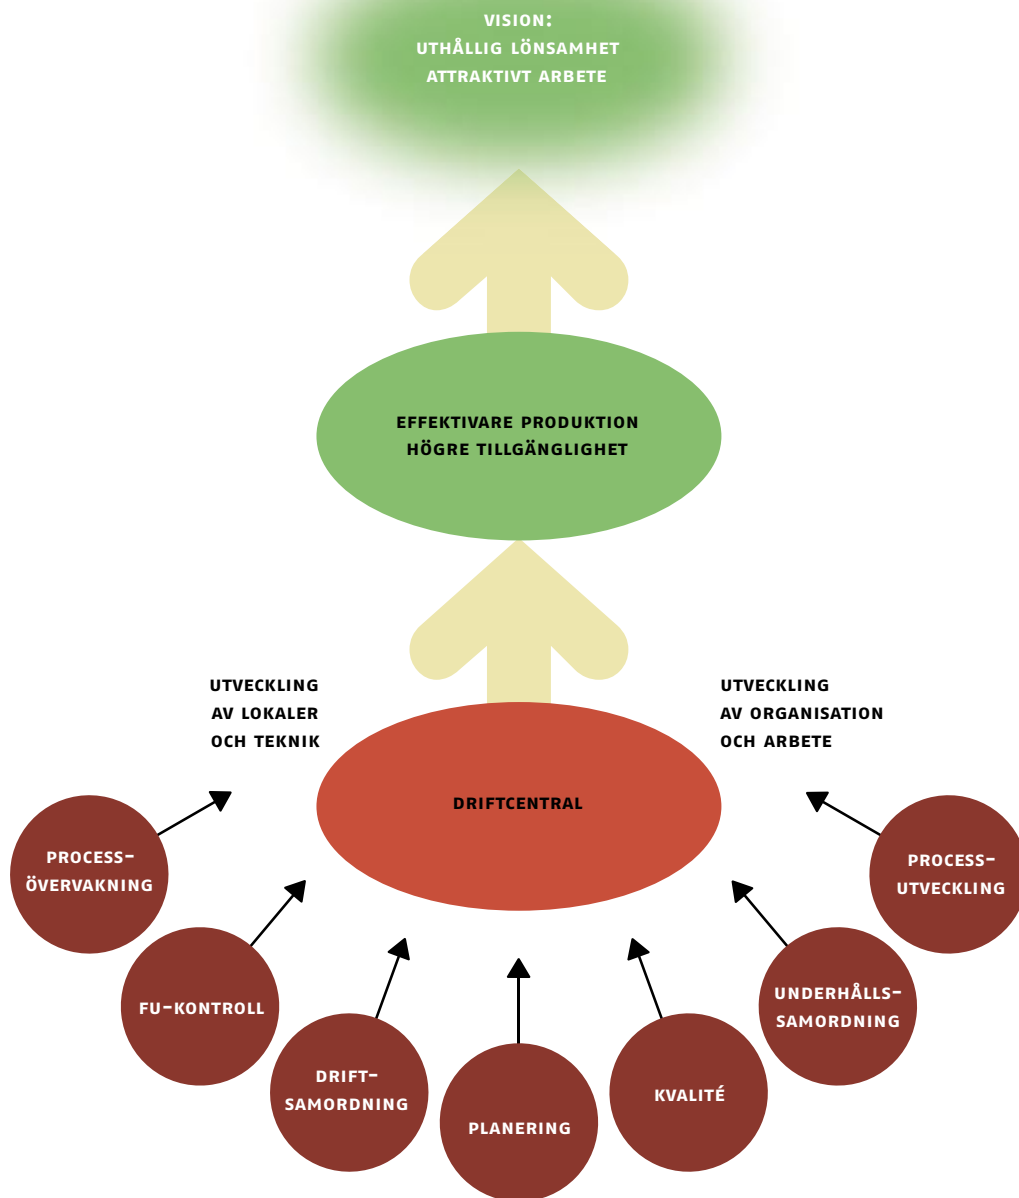 VISION:
UTHÅLLIG LÖNSAMHET
ATTRAKTIVT ARBETE
EFFEKTIVARE PRODUKTION
HÖGRE TILLGÄNGLIGHET
UTVECKLING
AV LOKALER
OCH TEKNIK
UTVECKLING
AV ORGANISATION
OCH ARBETE
DRIFTCENTRAL
PROCESS-
ÖVERVAKNING
FU-KONTROLL
DRIFT-
SAMORDNING
PLANERING
KVALITÉ
UNDERHÅLLS-
SAMORDNING
PROCESS-
UTVECKLING